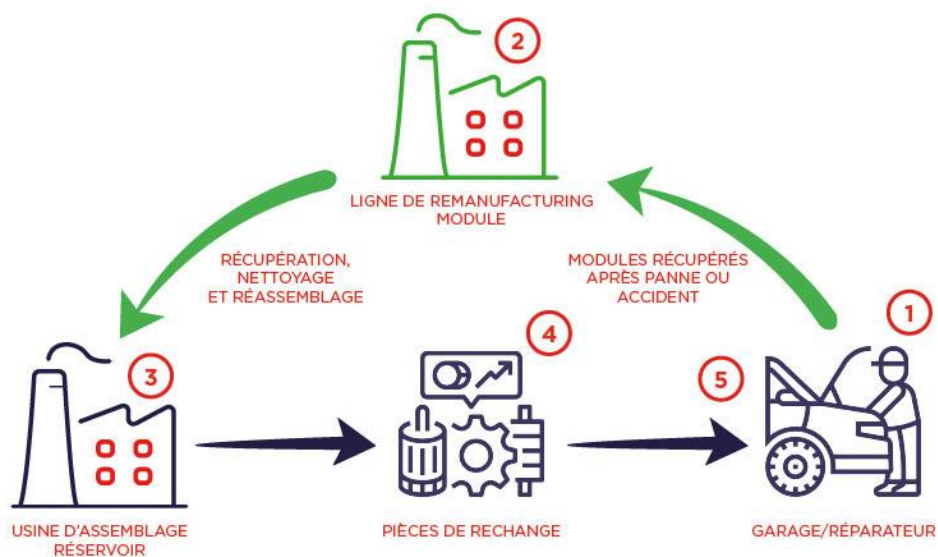 2
LIGNE DE REMANUFACTURING
MODULE
RÉCUPÉRATION,
NETTOYAGE
ET RÉASSEMBLAGE
MODULES RÉCUPÉRÉS
APRÈS PANNE OU
ACCIDENT
1
3
4
5
USINE D'ASSEMBLAGE
RÉSERVOIR
PIÈCES DE RECHANGE
GARAGE/RÉPARATEUR